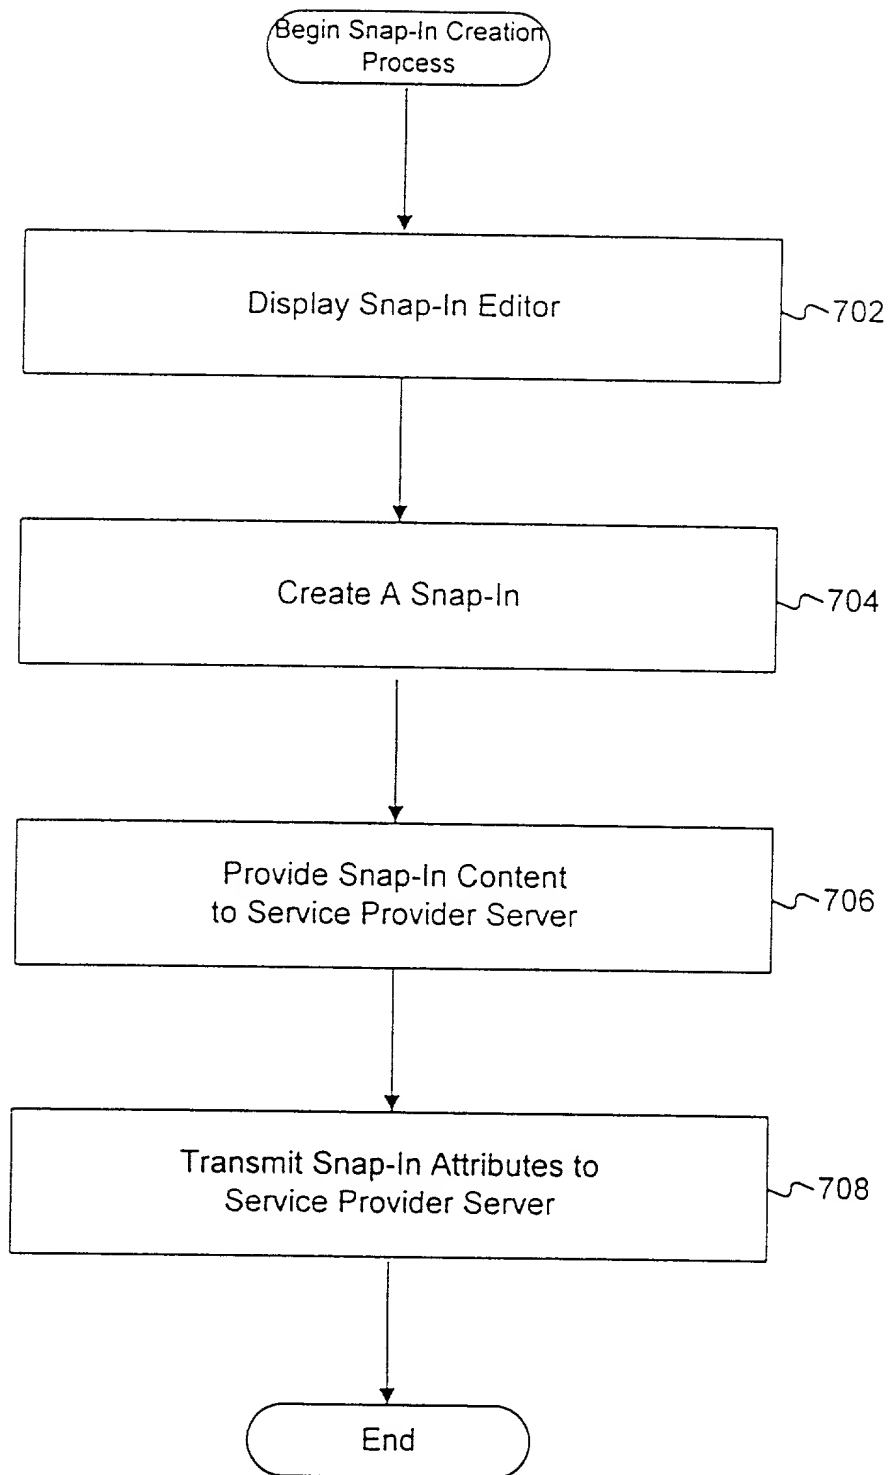 Begin Snap-In Creation
Process
Display Snap-In Editor
702
Create A Snap-In
704
Provide Snap-In Content
to Service Provider Server
706
Transmit Snap-In Attributes to
Service Provider Server
708
End